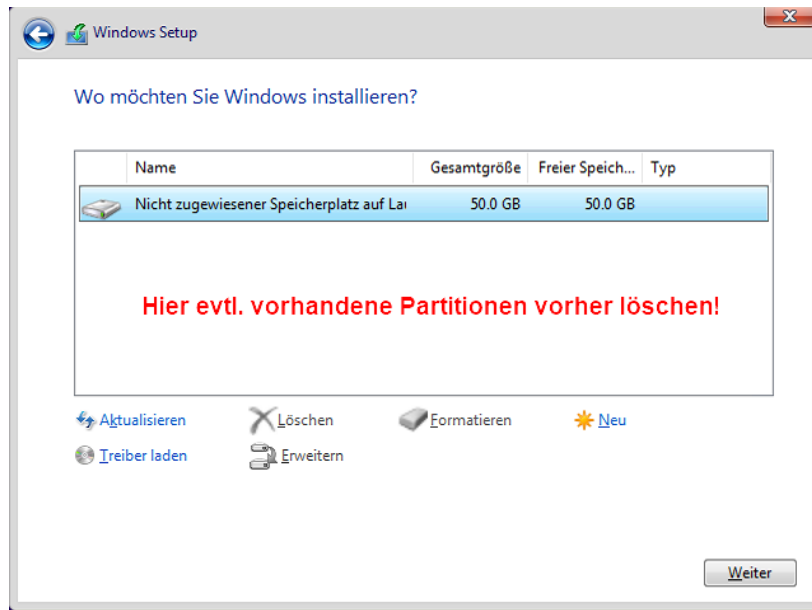 Windows Setup
Wo möchten Sie Windows installieren?
Name Gesamtgröße Freier Speich... Typ
Nicht zugewiesener Speicherplatz auf Lau 50.0 GB 50.0 GB
Hier evtl. vorhandene Partitionen vorher löschen!
Aktualisieren Löschen Formatieren Neu
Treiber laden Erweitern
Weiter